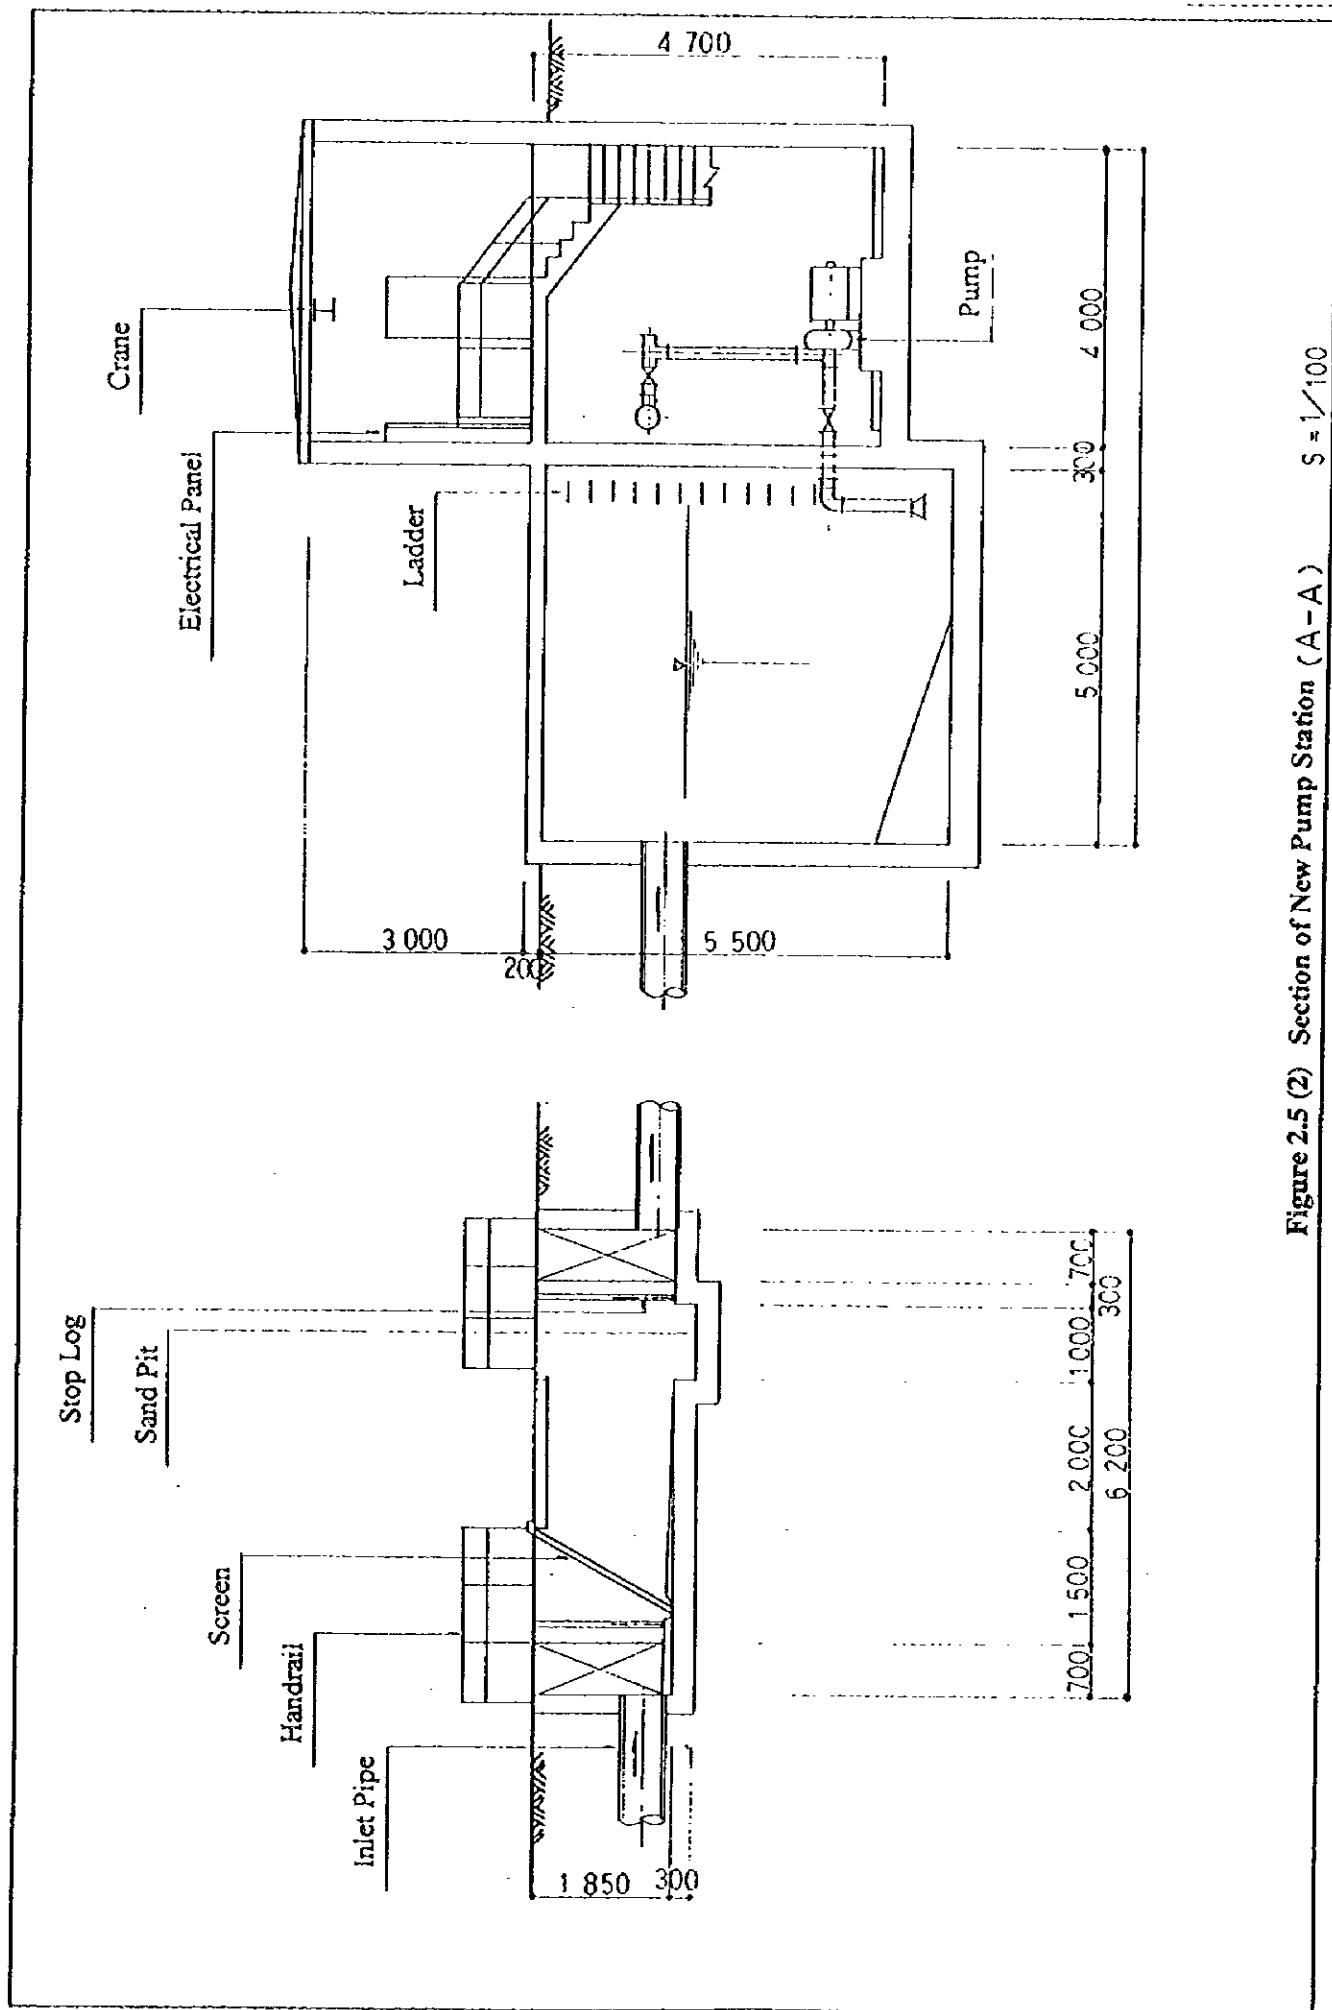 Stop Log
Sand Pit
Screen
Handrail
Inlet Pipe
Crane
Electrical Panel
Ladder
Pump
1 850
300
700
1 500
2 000
1 000
300
700
6 200
3 000
200
5 500
4 700
5 000
300
4 000
Figure 2.5 (2) Section of New Pump Station (A-A) S=1/100